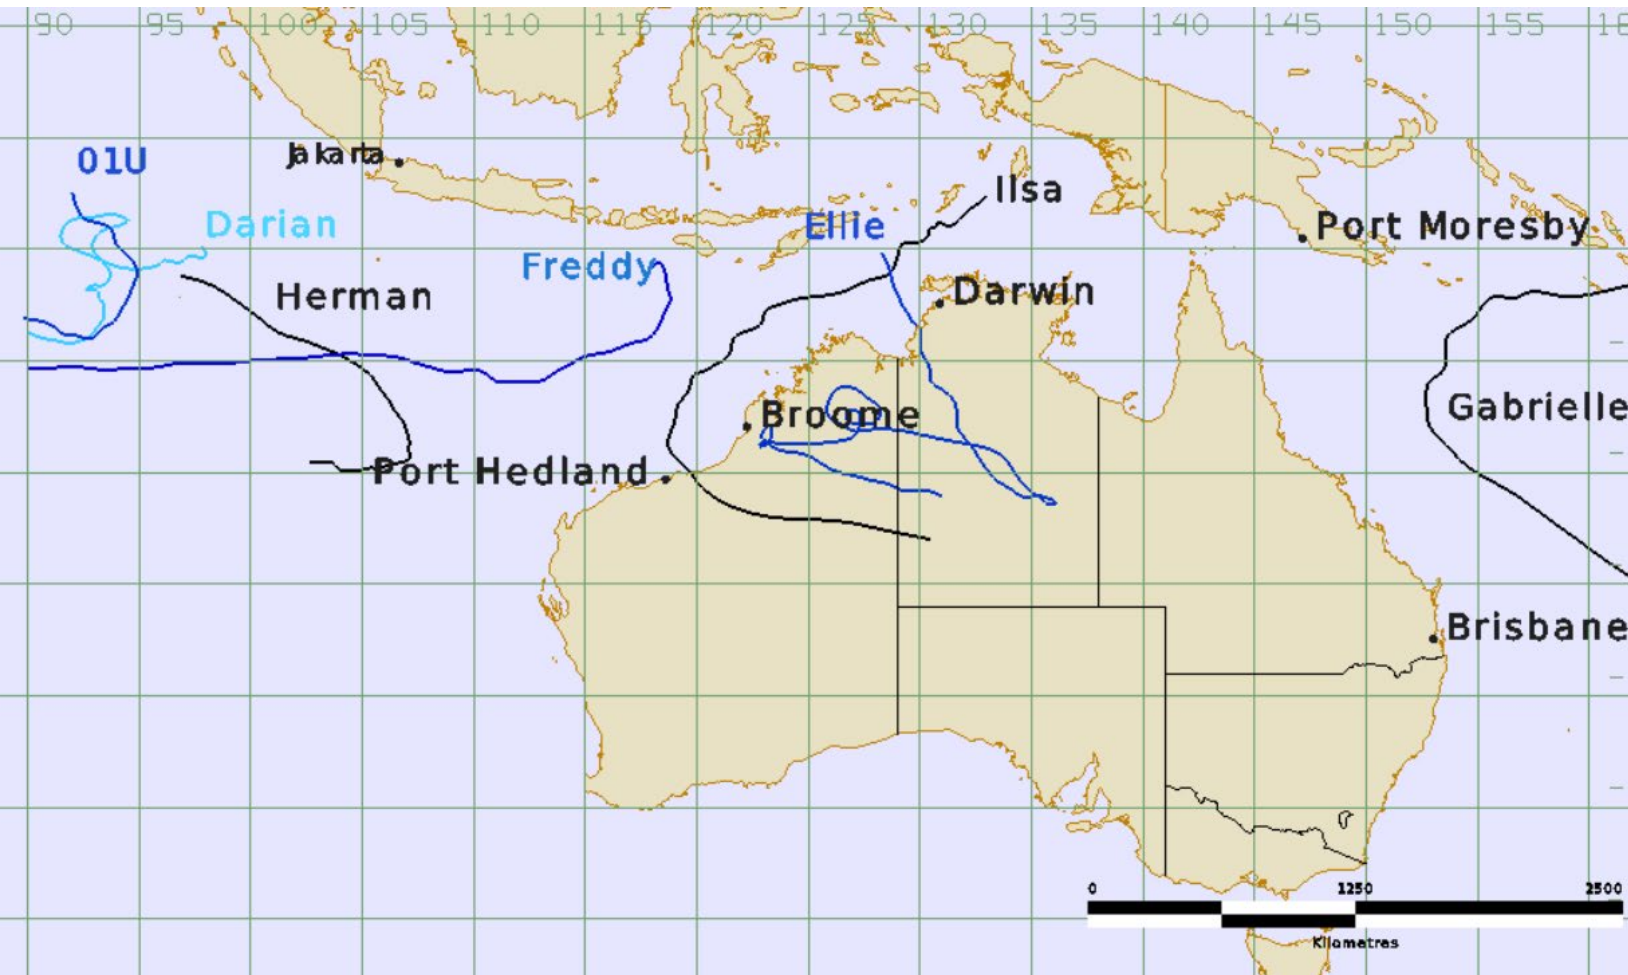 90 95 100 105 110 115 120 125 130 135 140 145 150 155
01U
Jakarta
Ilsa
Darian
Ellie
Port Moresby
Freddy
Herman
Darwin
Gabrielle
Broome
Port Hedland
Brisbane
0 1250 2500
Kilometres